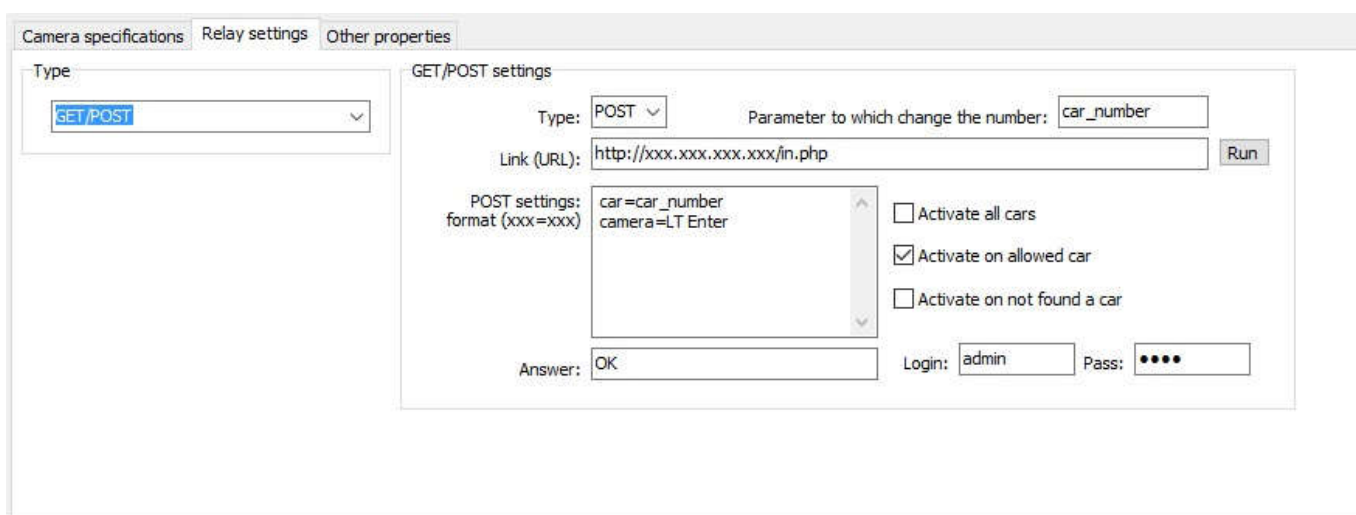 Camera specifications Relay settings Other properties
Type
GET/POST
GET/POST settings
Type: POST Parameter to which change the number: car_number
Link (URL): http://xxx.xxx.xxx.xxx/in.php Run
POST settings:
format (xxx=xxx)
car=car_number
camera=LT Enter
Activate all cars
Activate on allowed car
Activate on not found a car
Answer: OK
Login: admin Pass: ••••